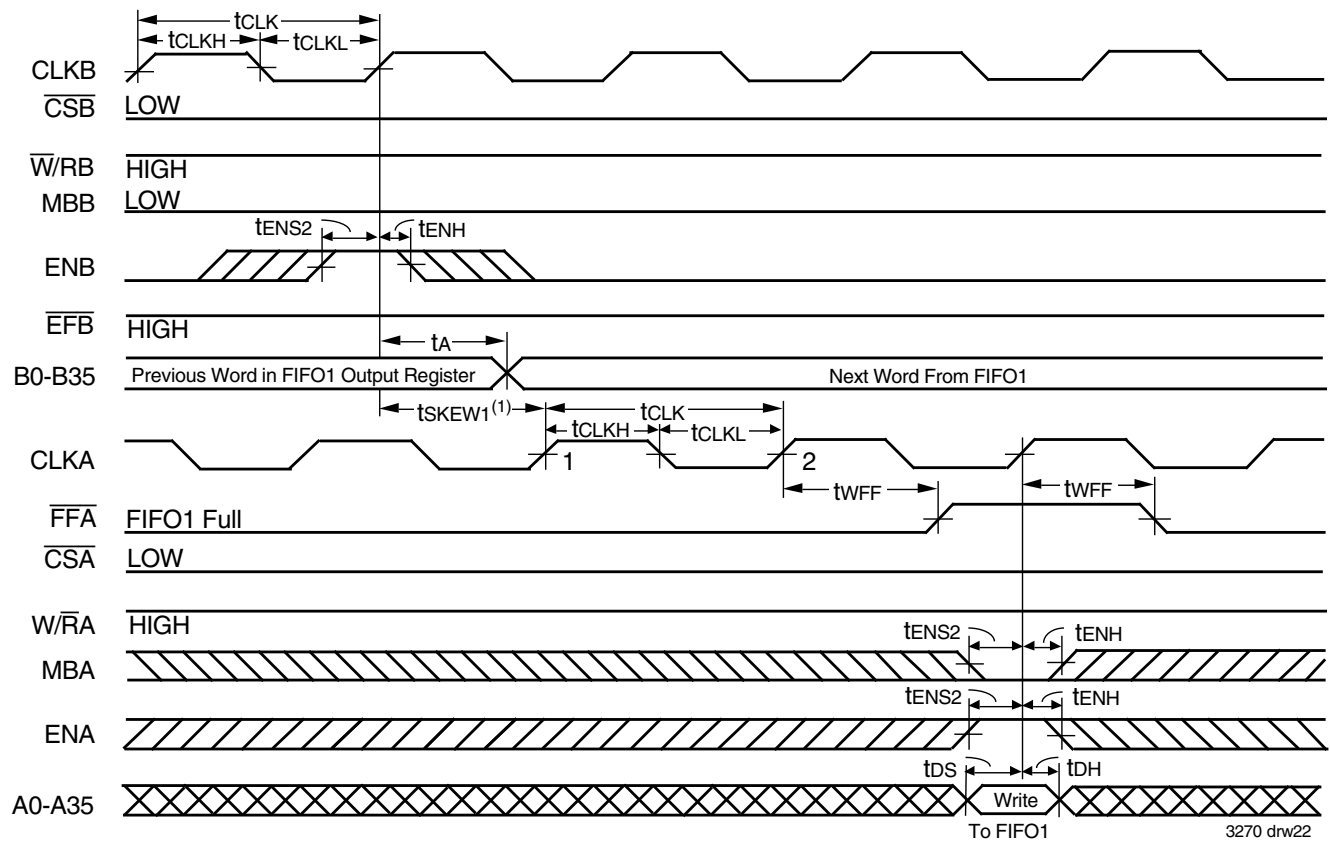 tCLK
tCLKH
tCLKL
CLKB
CSB LOW
W/RB HIGH
MBB LOW
tENS2
tENH
ENB
EFB HIGH
tA
B0-B35 Previous Word in FIFO1 Output Register Next Word From FIFO1
tSKEW1(1)
tCLK
tCLKH
tCLKL
CLKA 1 2
tWFF
tWFF
FFA FIFO1 Full
CSA LOW
W/RA HIGH
tENS2
tENH
MBA
tENS2
tENH
ENA
tDS
tDH
A0-A35 Write
To FIFO1
3270 drw22